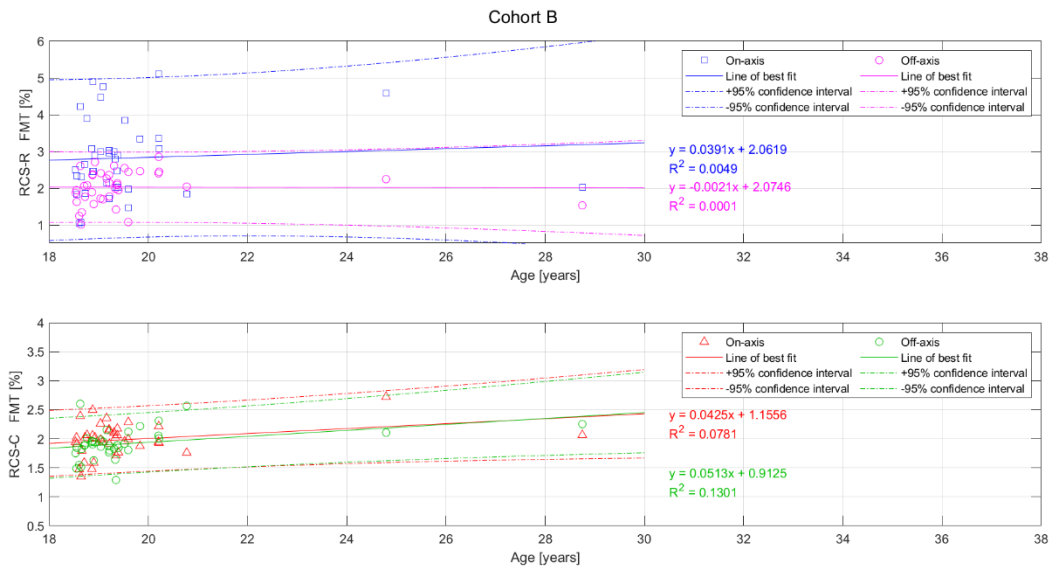 Cohort B
6
5
4
3
2
1
RCS-R FMT [%]
18 20 22 24 26 28 30 32 34 36 38
Age [years]
On-axis Off-axis
Line of best fit Line of best fit
+95% confidence interval +95% confidence interval
-95% confidence interval -95% confidence interval
y = 0.0391x + 2.0619
R² = 0.0049
y = -0.0021x + 2.0746
R² = 0.0001
4
3.5
3
2.5
2
1.5
1
0.5
RCS-C FMT [%]
18 20 22 24 26 28 30 32 34 36 38
Age [years]
On-axis Off-axis
Line of best fit Line of best fit
+95% confidence interval +95% confidence interval
-95% confidence interval -95% confidence interval
y = 0.0425x + 1.1556
R² = 0.0781
y = 0.0513x + 0.9125
R² = 0.1301